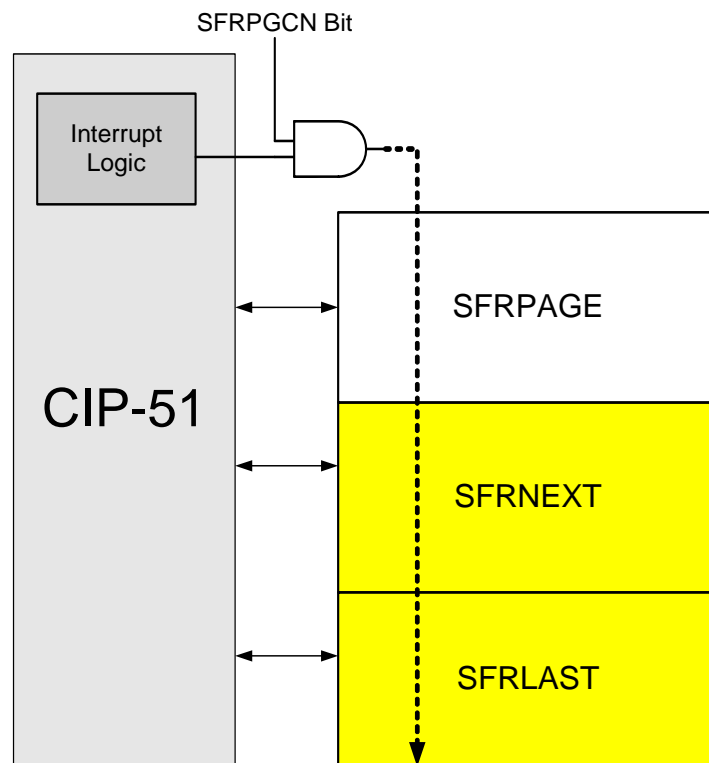 SFRPGCN Bit
Interrupt
Logic
SFRPAGE
CIP-51
SFRNEXT
SFRLAST